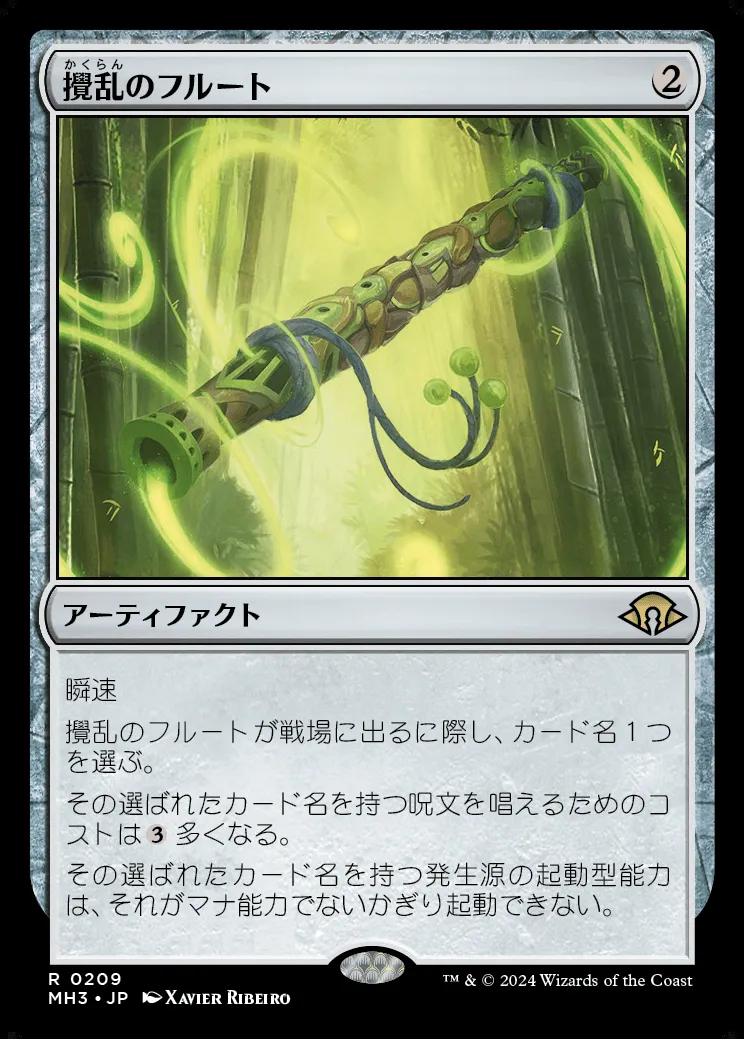 かくらん
攪乱のフルート 2
アーティファクト
瞬速
攪乱のフルートが戦場に出るに際し、カード名１つ
を選ぶ。
その選ばれたカード名を持つ呪文を唱えるためのコ
ストは 3 多くなる。
その選ばれたカード名を持つ発生源の起動型能力
は、それがマナ能力でないかぎり起動できない。
R 0209
MH3 • JP XAVIER RIBEIRO
™ & © 2024 Wizards of the Coast